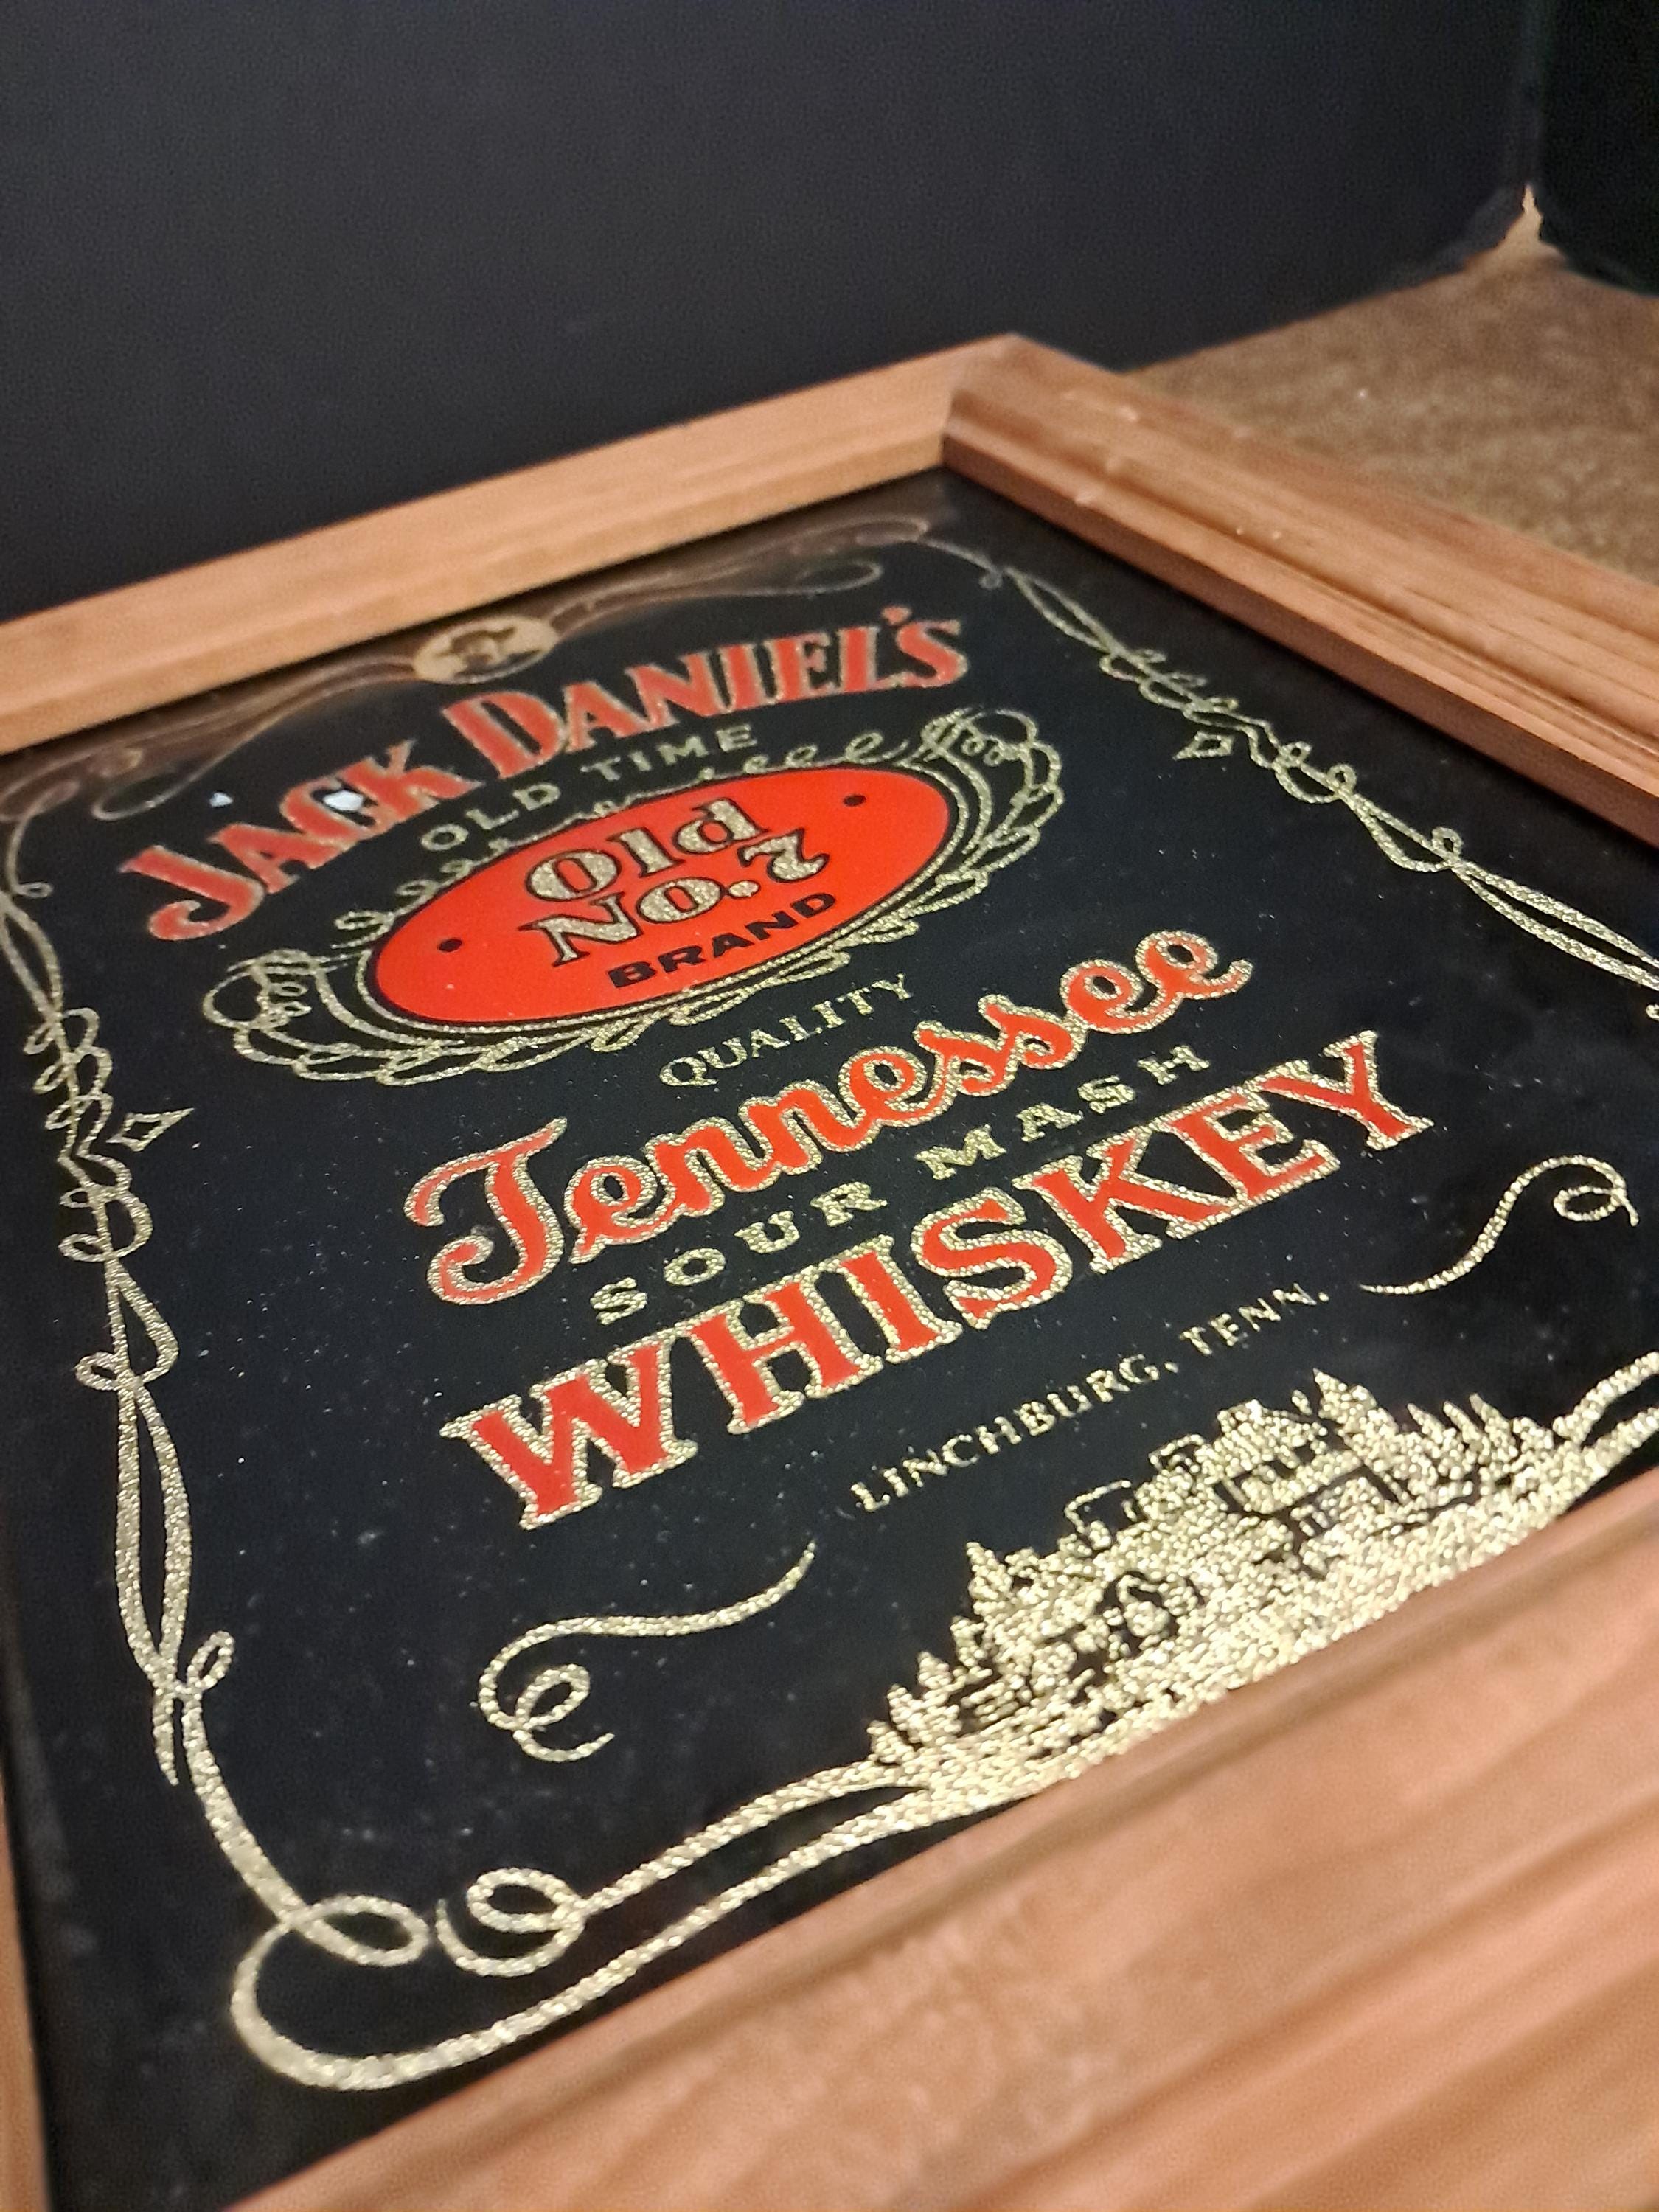 JACK DANIEL'S
OLD TIME
Old
No. 7
BRAND
QUALITY
Tennessee
SOUR MASH
WHISKEY
LINCHBURG, TENN.